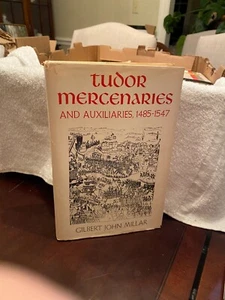 TUDOR
MERCENARIES
AND AUXILIARIES, 1485-1547
GILBERT JOHN MILLAR